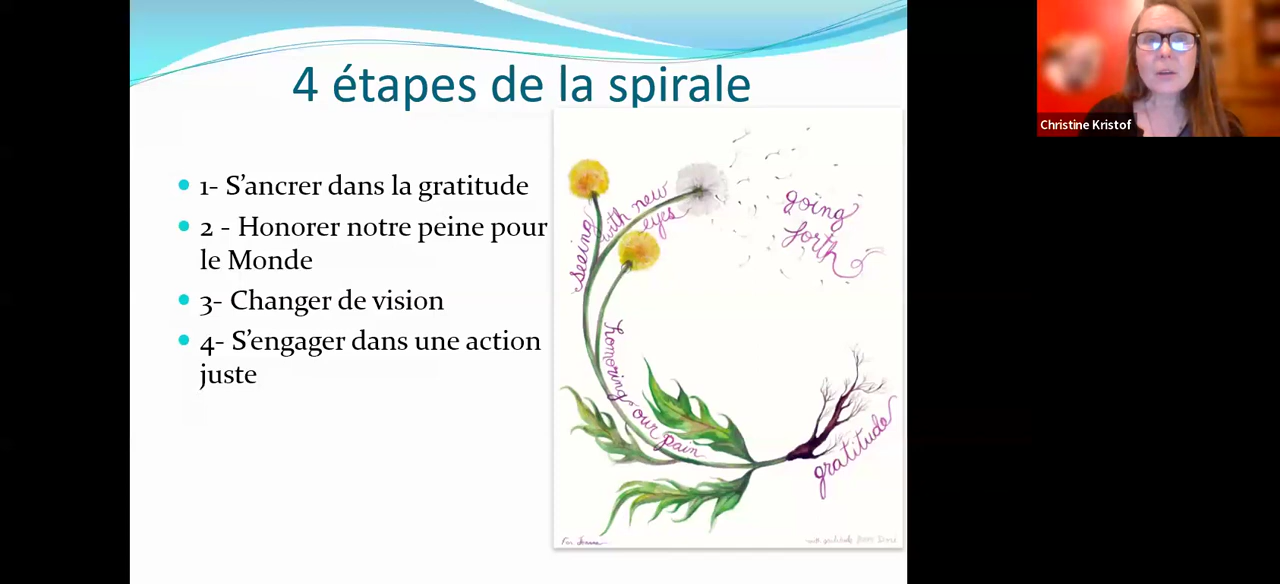 4 étapes de la spirale
1- S’ancrer dans la gratitude
2 - Honorer notre peine pour
le Monde
3- Changer de vision
4- S’engager dans une action
juste
seeing with new
eyes
going
forth
honoring our pain
gratitude
Christine Kristof